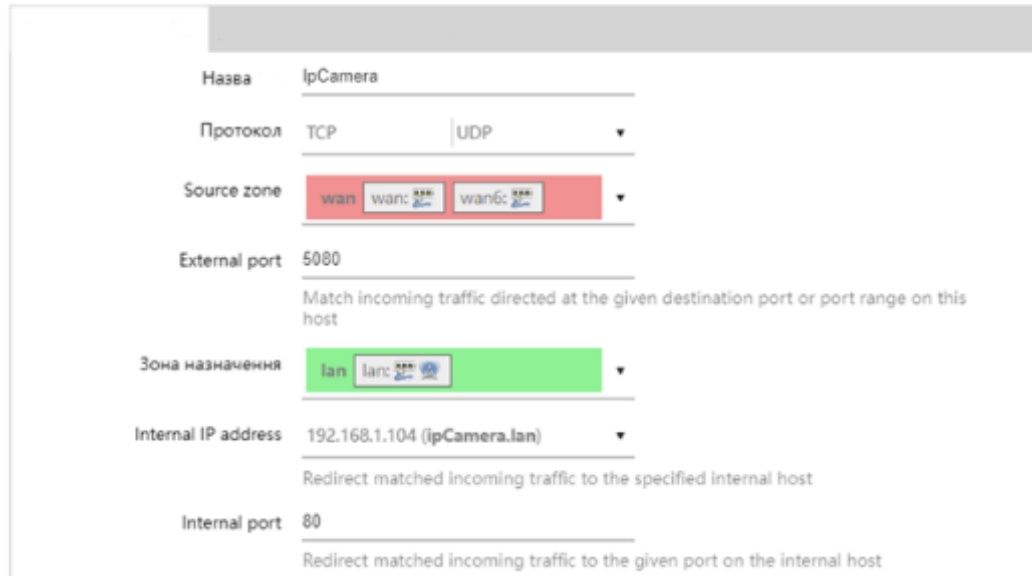 Назва IpCamera
Протокол TCP UDP
Source zone wan wan: wan6:
External port 5080
Match incoming traffic directed at the given destination port or port range on this
host
Зона назначення lan lan:
Internal IP address 192.168.1.104 (ipCamera.lan)
Redirect matched incoming traffic to the specified internal host
Internal port 80
Redirect matched incoming traffic to the given port on the internal host